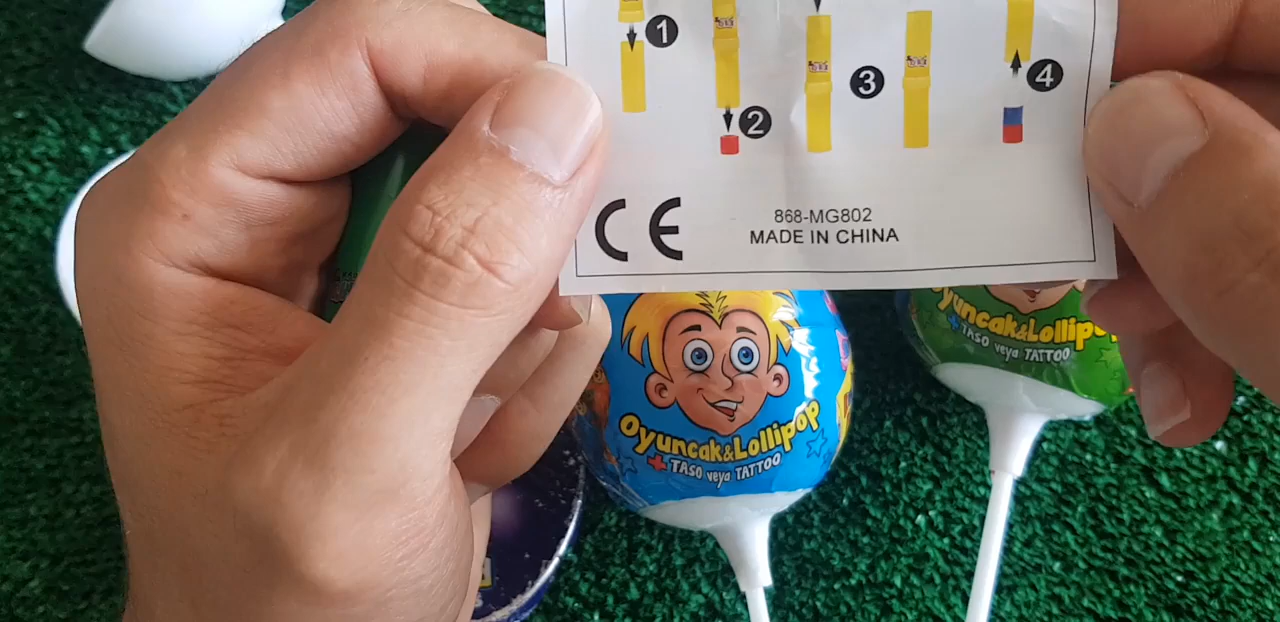 1
2
3
4
CE
868-MG802
MADE IN CHINA
Oyuncak&Lollipop
+ TASO veya TATTOO
yuncak&Lollipop
+ TASO veya TATTOO